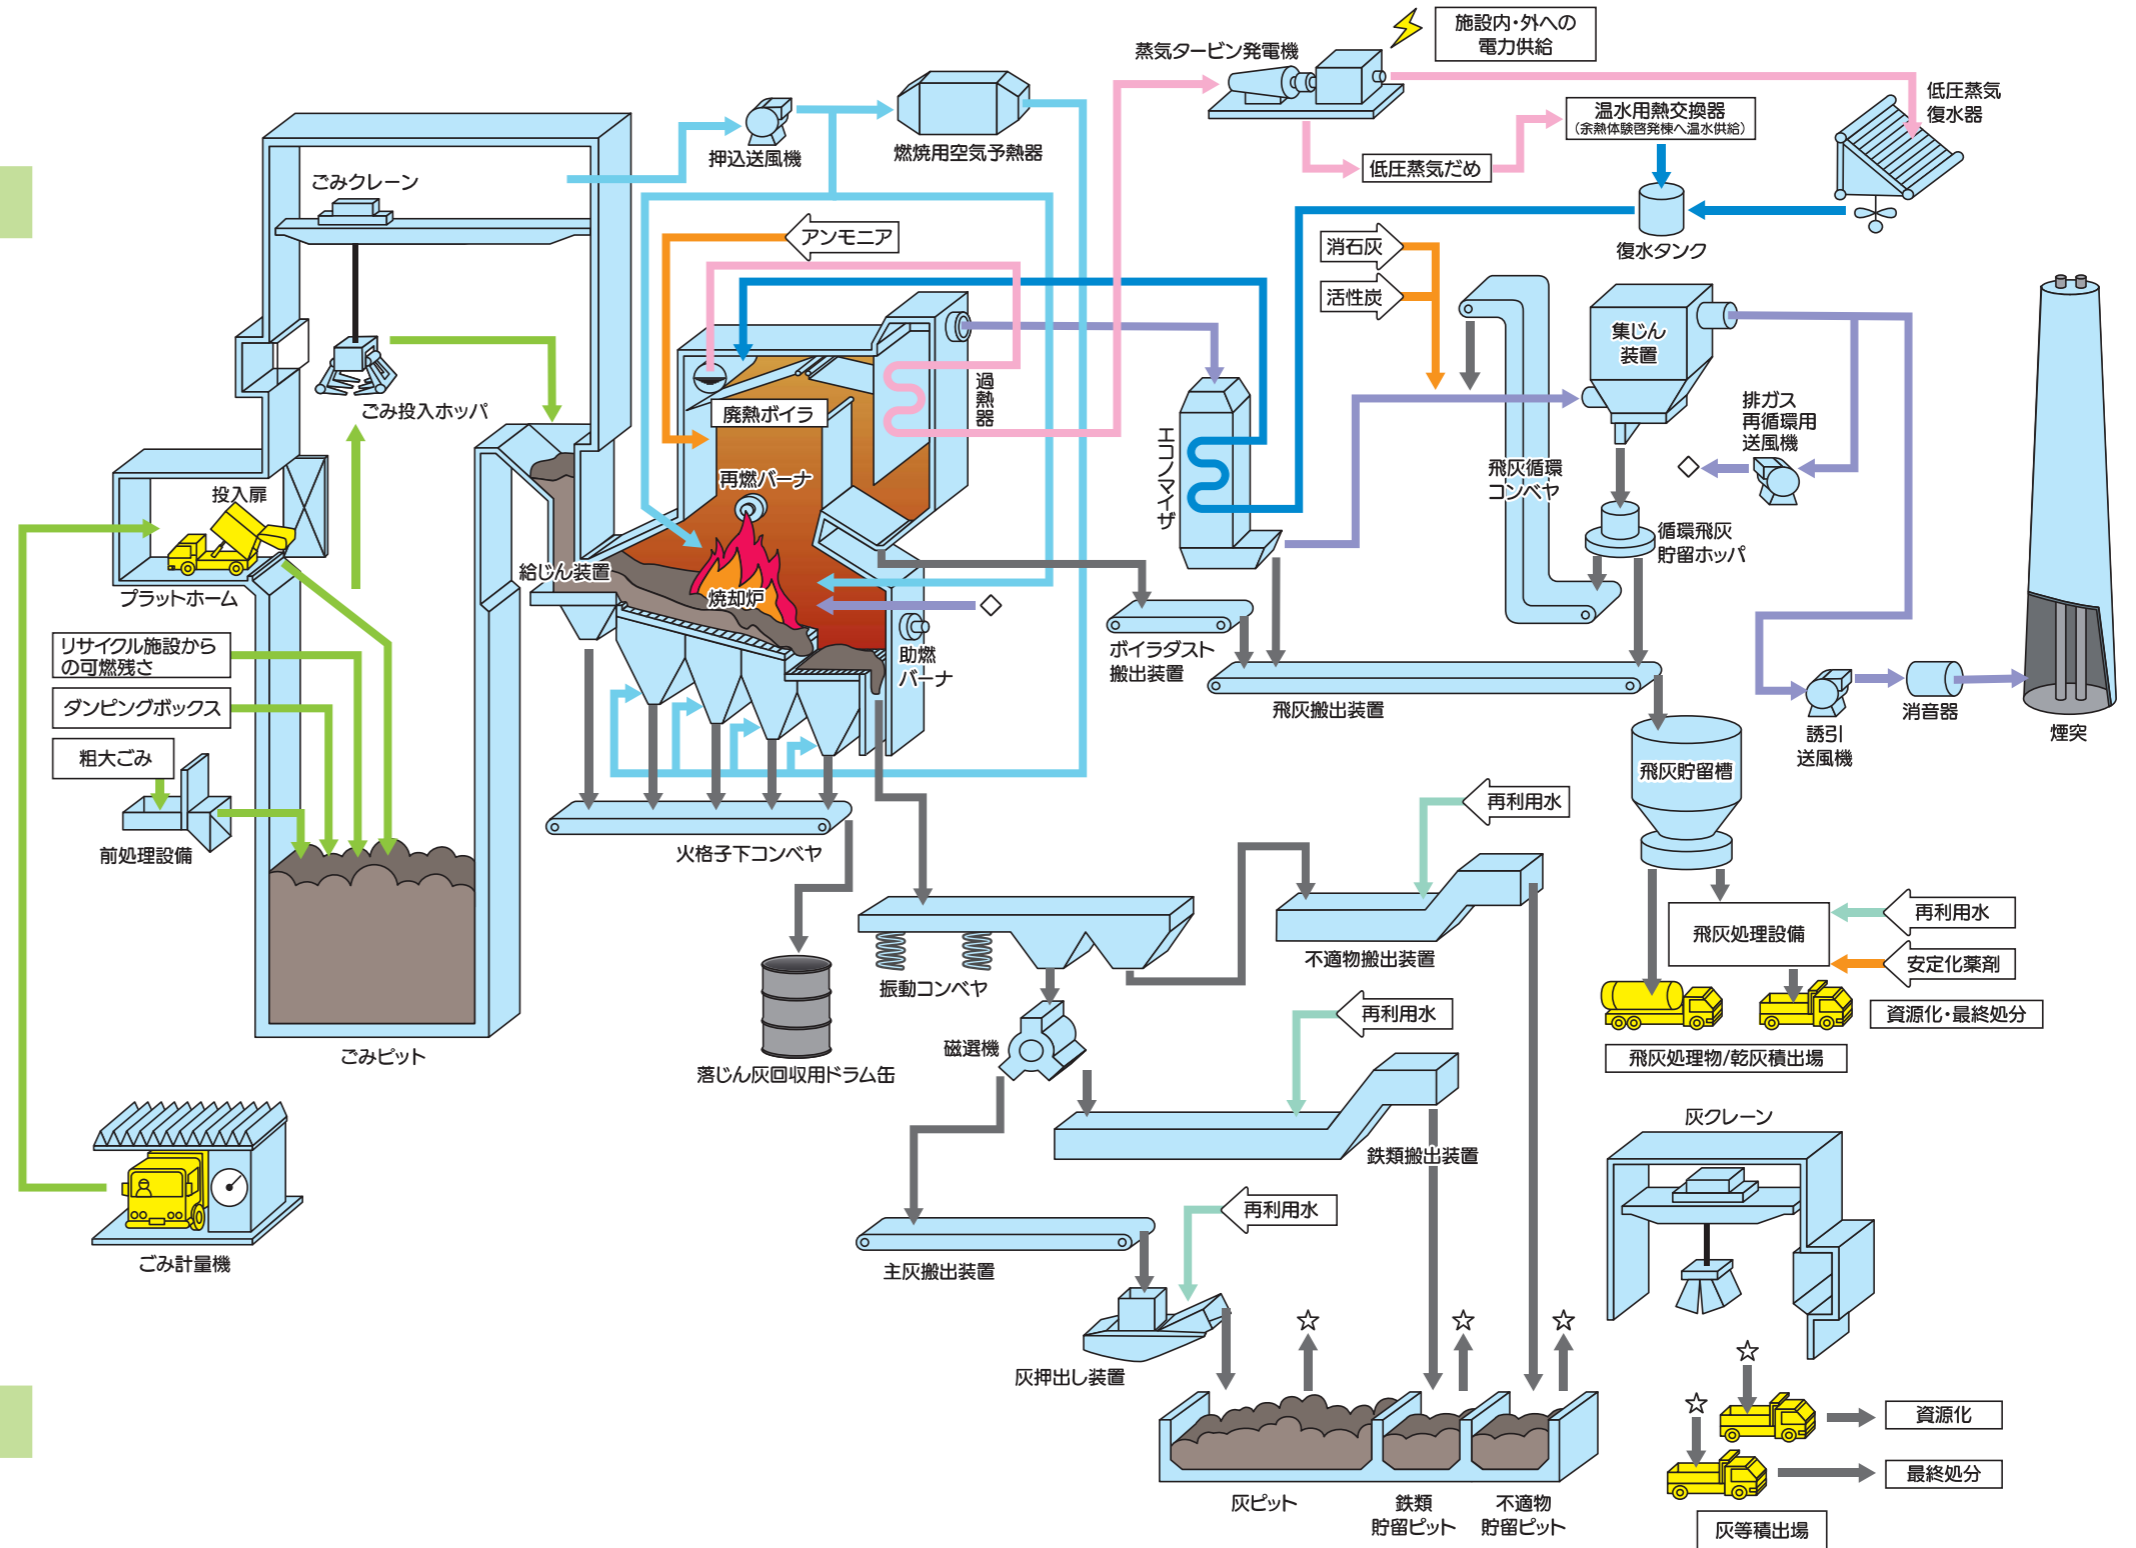 蒸気タービン発電機
施設内・外への
電力供給
低圧蒸気
復水器
温水用熱交換器
（余熱体験啓発棟へ温水供給）
低圧蒸気だめ
復水タンク
押込送風機
燃焼用空気予熱器
ごみクレーン
アンモニア
消石灰
活性炭
集じん
装置
過熱器
廃熱ボイラ
ごみ投入ホッパ
排ガス
再循環用
送風機
エコノマイザ
飛灰循環
コンベヤ
再燃バーナ
投入扉
循環飛灰
貯留ホッパ
給じん装置
焼却炉
プラットホーム
リサイクル施設から
の可燃残さ
助燃
バーナ
ボイラダスト
搬出装置
ダンピングボックス
飛灰搬出装置
消音器
誘引
送風機
煙突
粗大ごみ
飛灰貯留槽
再利用水
前処理設備
火格子下コンベヤ
再利用水
飛灰処理設備
安定化薬剤
不適物搬出装置
振動コンベヤ
資源化・最終処分
再利用水
飛灰処理物/乾灰積出場
磁選機
ごみピット
落じん灰回収用ドラム缶
灰クレーン
鉄類搬出装置
再利用水
ごみ計量機
主灰搬出装置
灰押出し装置
資源化
最終処分
灰ピット
鉄類
貯留ピット
不適物
貯留ピット
灰等積出場